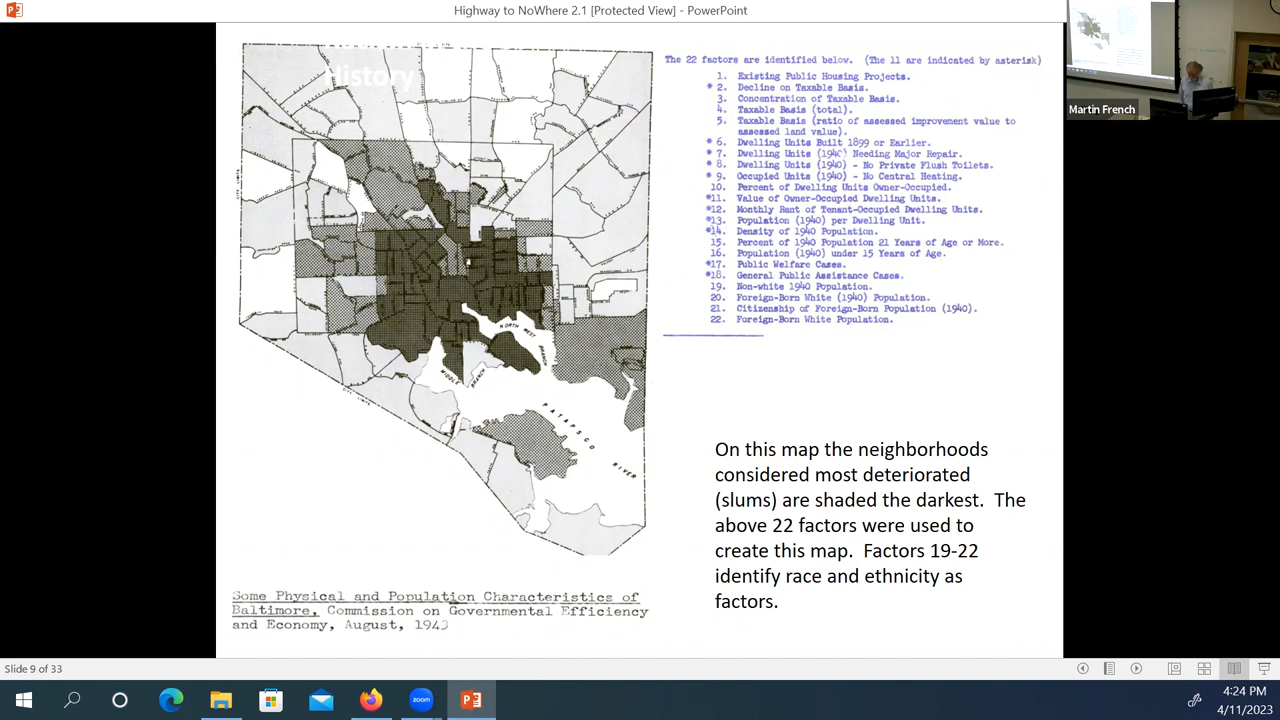 Highway to NoWhere 2.1 [Protected View] - PowerPoint
History
The 22 factors are identified below. (The 11 are indicated by asterisk)
1. Existing Public Housing Projects.
* 2. Decline on Taxable Basis.
3. Concentration of Taxable Basis.
4. Taxable Basis (total).
5. Taxable Basis (ratio of assessed improvement value to
assessed land value).
* 6. Dwelling Units Built 1899 or Earlier.
* 7. Dwelling Units (1940) Needing Major Repair.
* 8. Dwelling Units (1940) - No Private Flush Toilets.
* 9. Occupied Units (1940) - No Central Heating.
10. Percent of Dwelling Units Owner-Occupied.
*11. Value of Owner-Occupied Dwelling Units.
*12. Monthly Rent of Tenant-Occupied Dwelling Units.
*13. Population (1940) per Dwelling Unit.
*14. Density of 1940 Population.
15. Percent of 1940 Population 21 Years of Age or More.
16. Population (1940) under 15 Years of Age.
*17. Public Welfare Cases.
*18. General Public Assistance Cases.
19. Non-white 1940 Population.
20. Foreign-Born White (1940) Population.
21. Citizenship of Foreign-Born Population (1940).
22. Foreign-Born White Population.
NORTH WEST
BRANCH
MIDDLE
BRANCH
PATAPSCO
RIVER
CITY LIMITS
On this map the neighborhoods
considered most deteriorated
(slums) are shaded the darkest. The
above 22 factors were used to
create this map. Factors 19-22
identify race and ethnicity as
factors.
Some Physical and Population Characteristics of
Baltimore, Commission on Governmental Efficiency
and Economy, August, 1943
Martin French
Slide 9 of 33
zoom
4:24 PM
4/11/2023